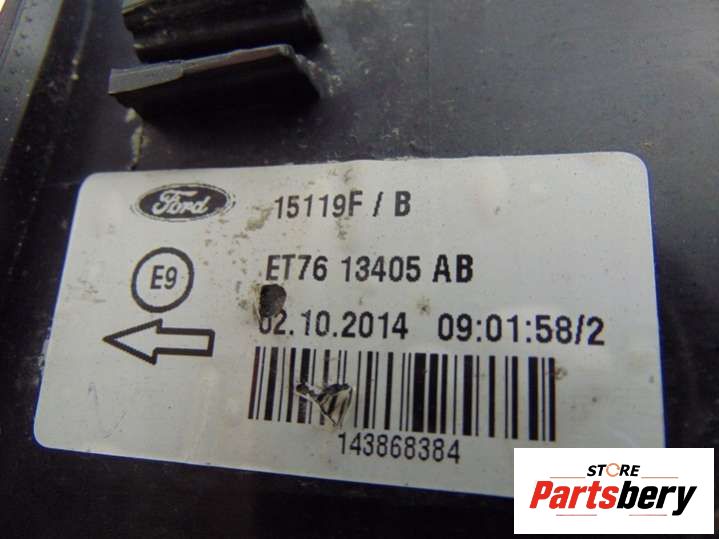 Ford
15119F / B
E9
ET76 13405 AB
02.10.2014 09:01:58/2
143868384
STORE
Partsbery